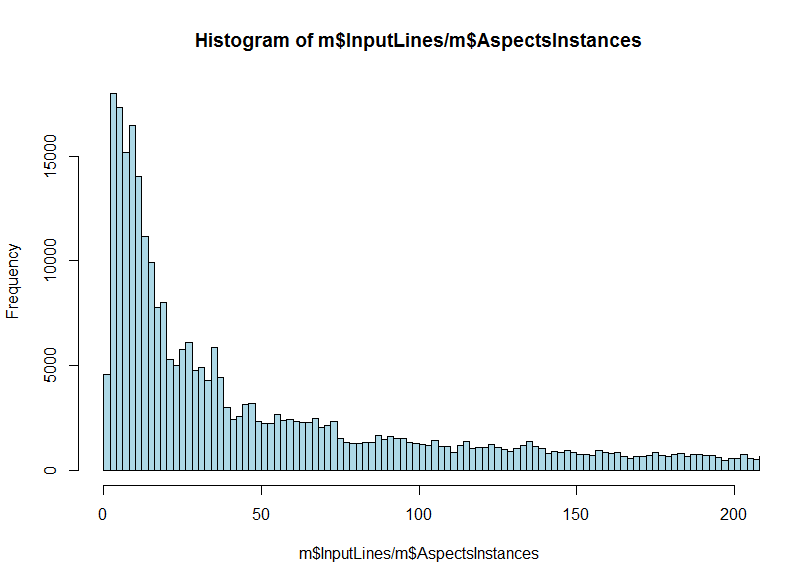 Histogram of m$InputLines/m$AspectsInstances
Frequency
15000
10000
5000
0
0 50 100 150 200
m$InputLines/m$AspectsInstances